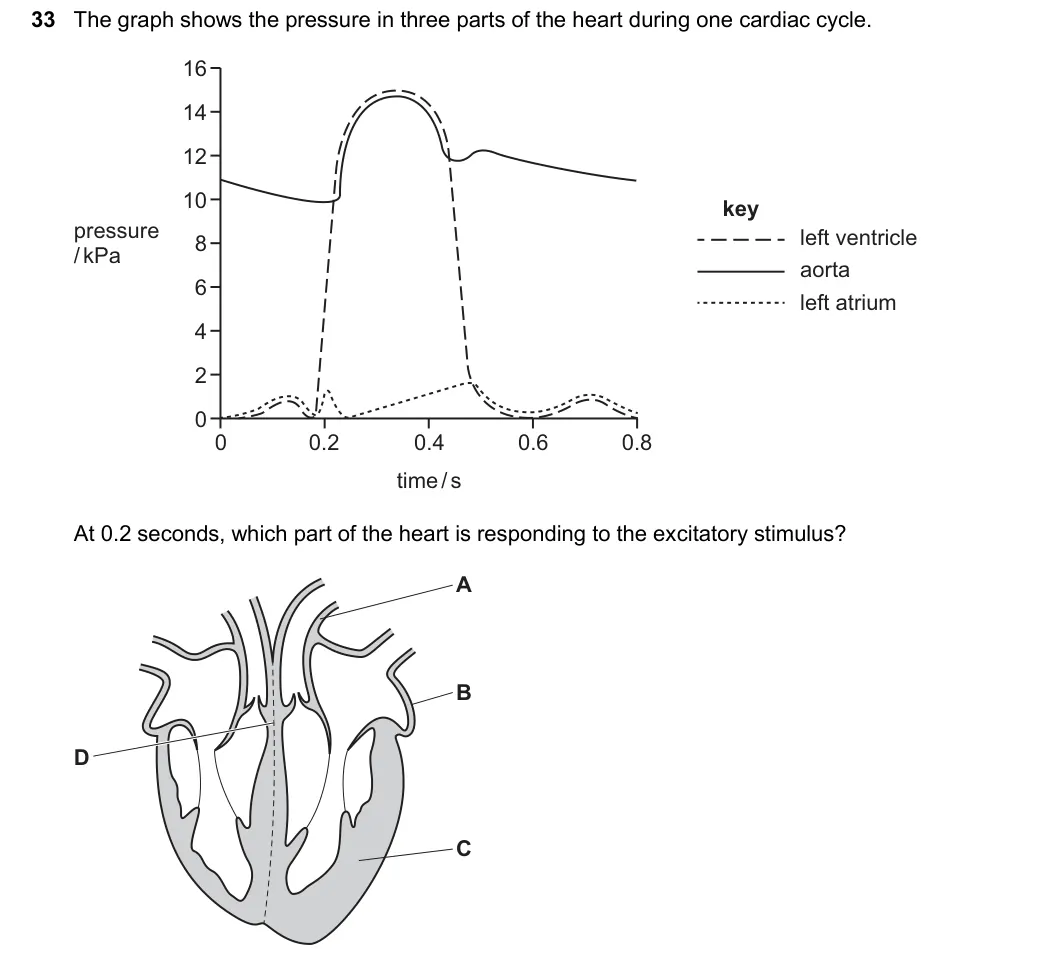 33 The graph shows the pressure in three parts of the heart during one cardiac cycle.
16
14
12
10
8
6
4
2
0
pressure
/ kPa
0 0.2 0.4 0.6 0.8
time / s
key
left ventricle
aorta
left atrium
At 0.2 seconds, which part of the heart is responding to the excitatory stimulus?
A
B
D
C